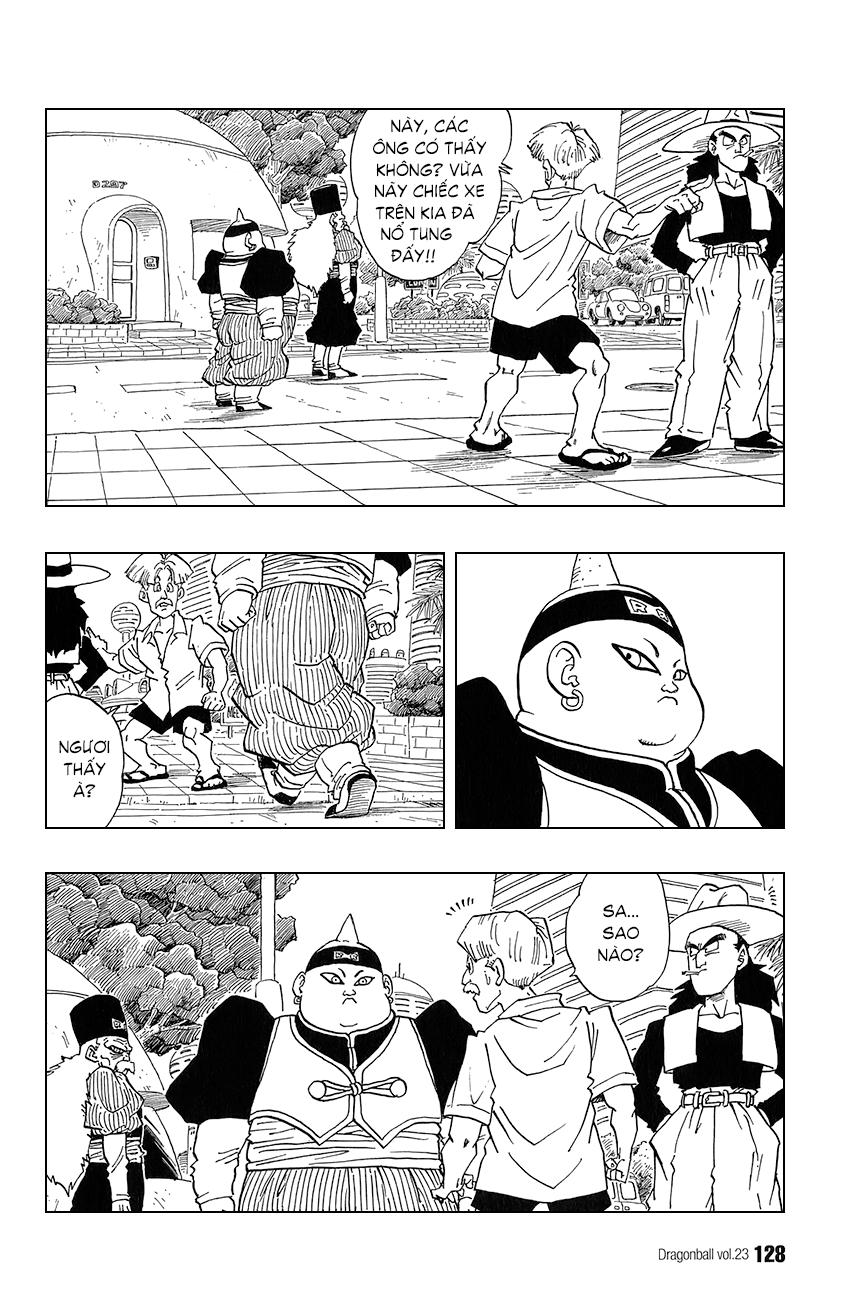 NÀY, CÁC
ÔNG CÓ THẤY
KHÔNG? VỪA
NÃY CHIẾC XE
TRÊN KIA ĐÃ
NỔ TUNG
ĐẤY!!
NGƯƠI
THẤY
À?
R R
SA...
SAO
NÀO?
R R
Dragonball vol.23 128